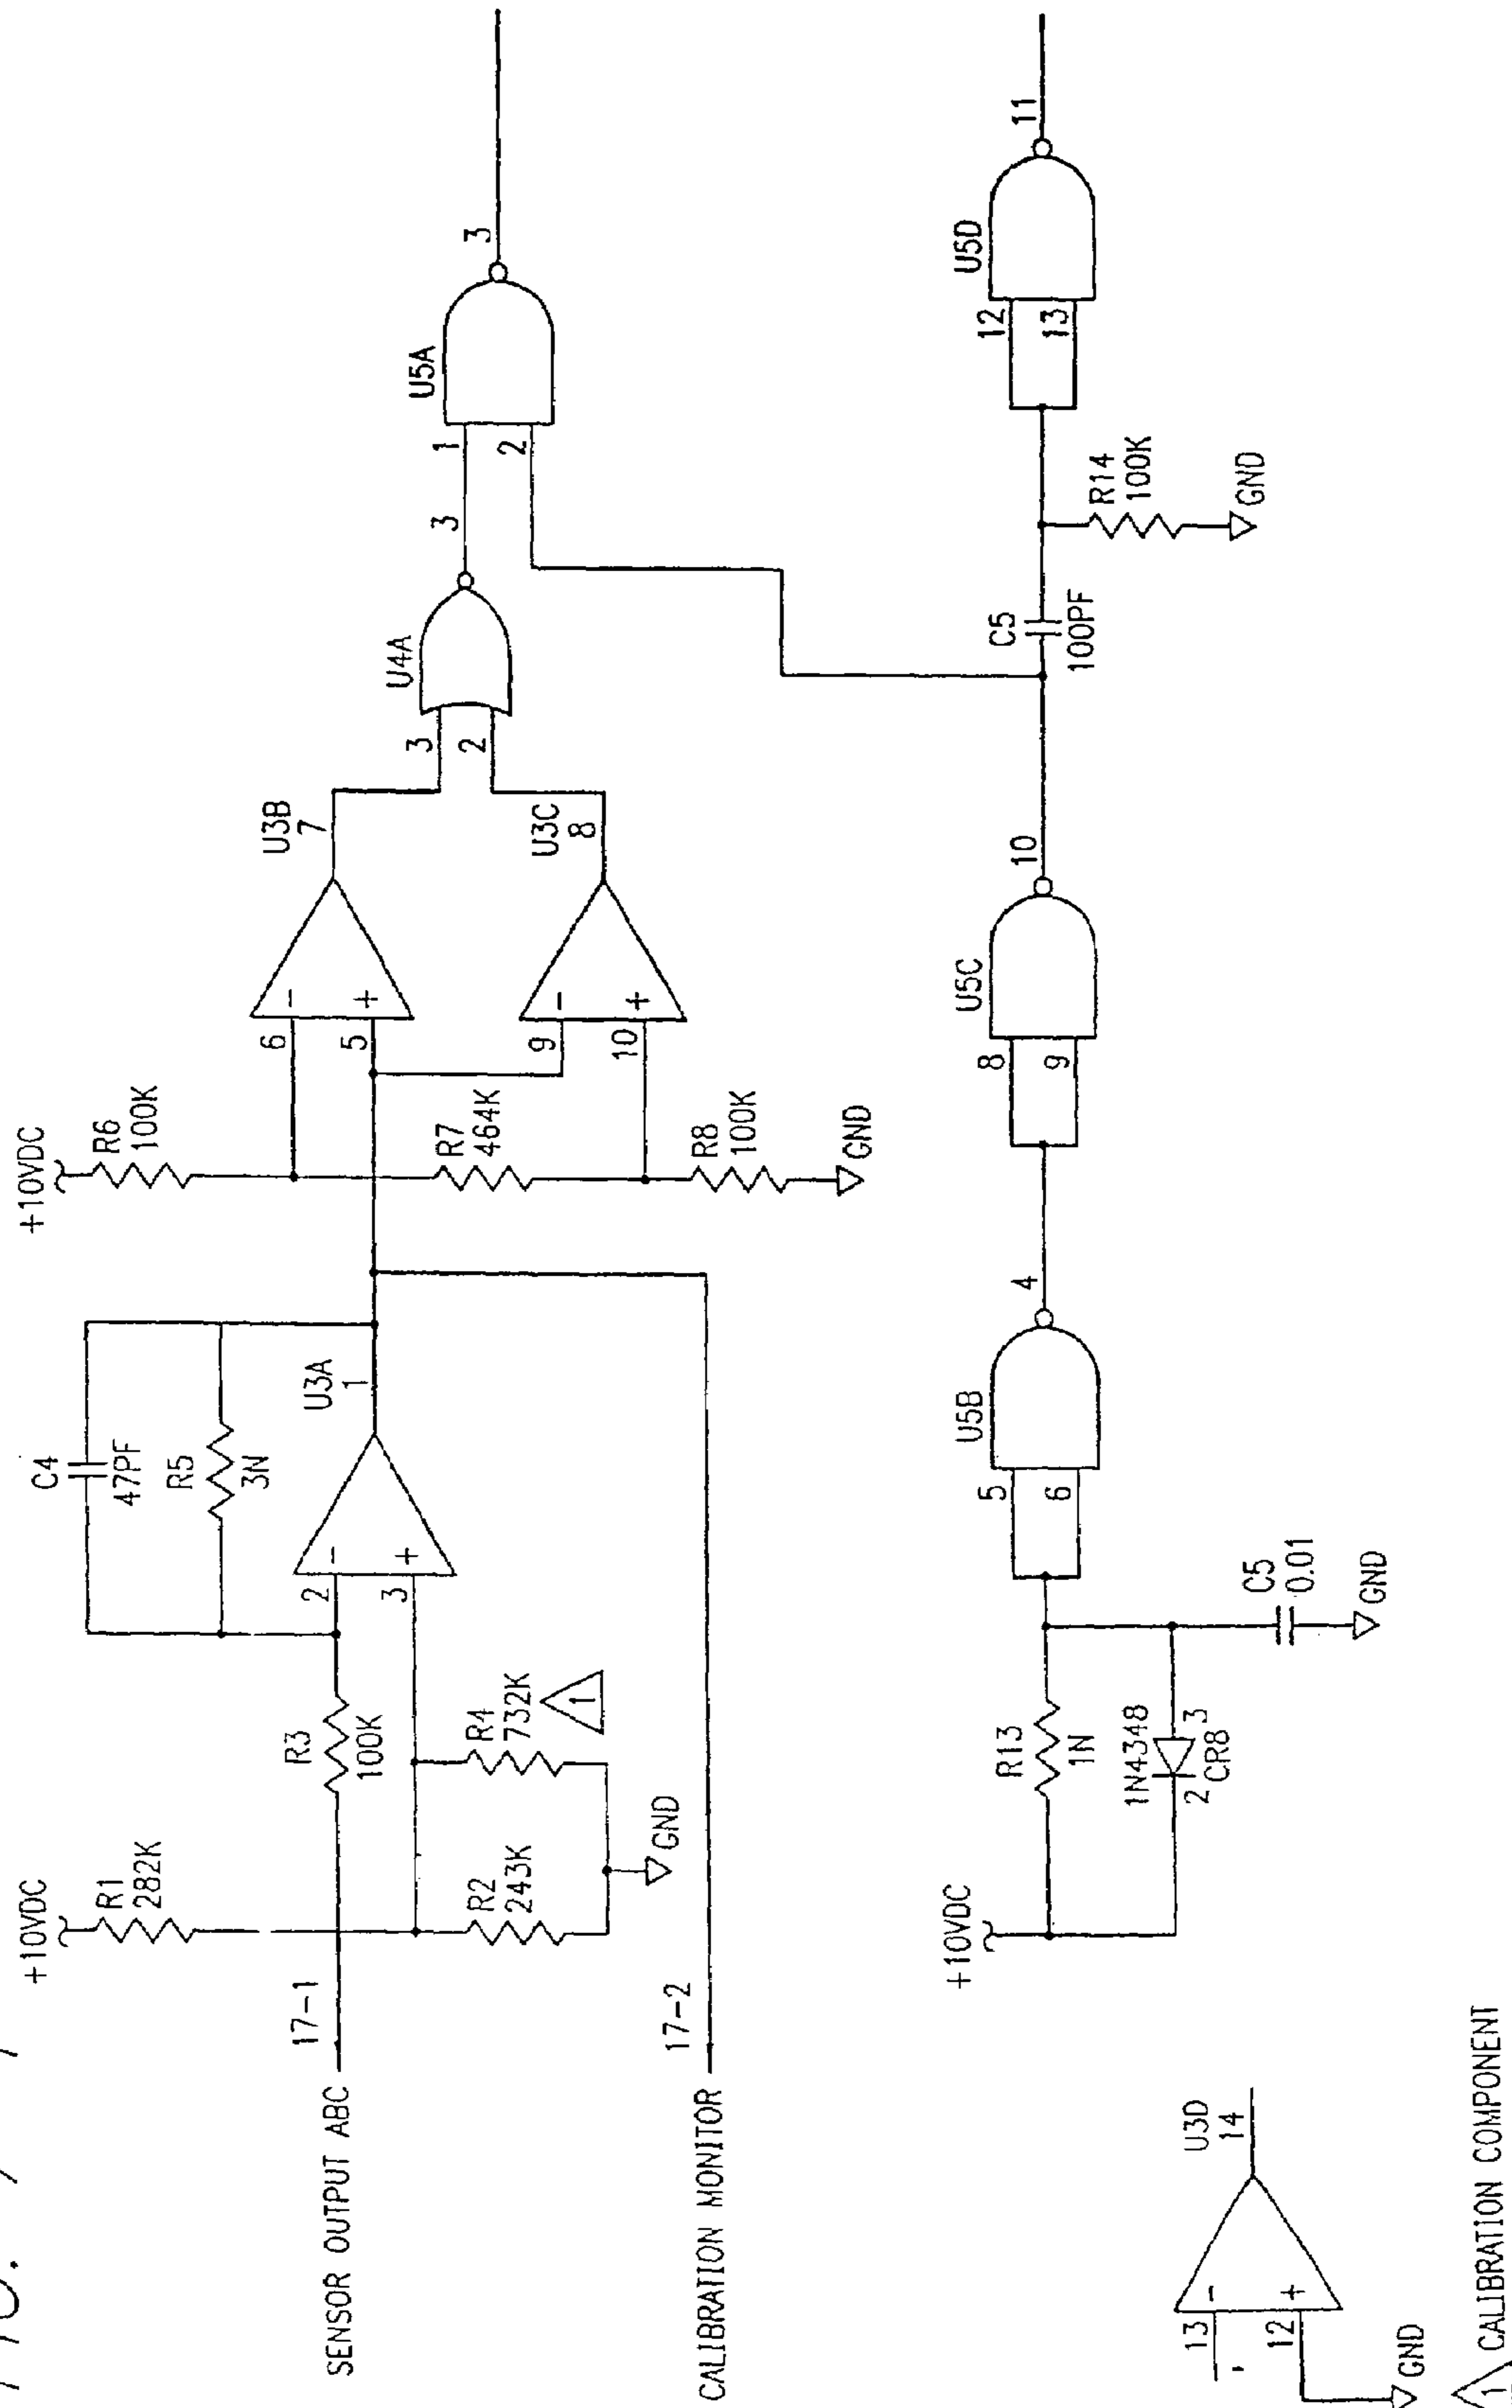 +10VDC
R1
282K
17-1
SENSOR OUTPUT ABC
R3
100K
R2
243K
R4
732K
1
GND
C4
47PF
R5
3N
2
3
-
+
U3A
1
17-2
CALIBRATION MONITOR
+10VDC
R6
100K
R7
464K
R8
100K
GND
6
5
-
+
U3B
7
9
10
-
+
U3C
8
3
2
U4A
3
1
2
U5A
3
+10VDC
R13
1N
1N4348
2
3
CR8
C5
0.01
GND
5
6
U5B
4
8
9
U5C
10
C5
100PF
R14
100K
GND
12
13
U5D
11
13
12
-
+
U3D
14
GND
1 CALIBRATION COMPONENT